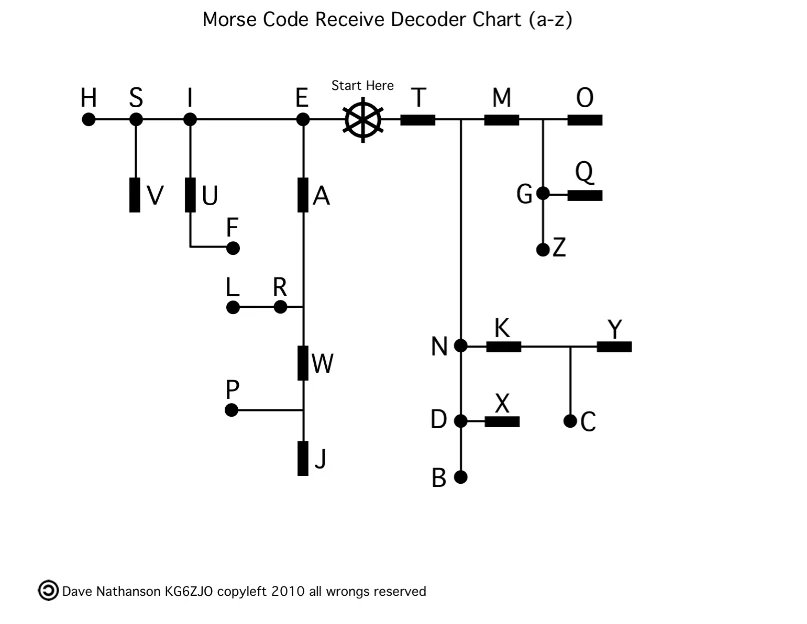 Morse Code Receive Decoder Chart (a-z)
Start Here
H S I E T M O
V U A G Q
F Z
L R
N K Y
W
P D X C
J B
Dave Nathanson KG6ZJO copyleft 2010 all wrongs reserved